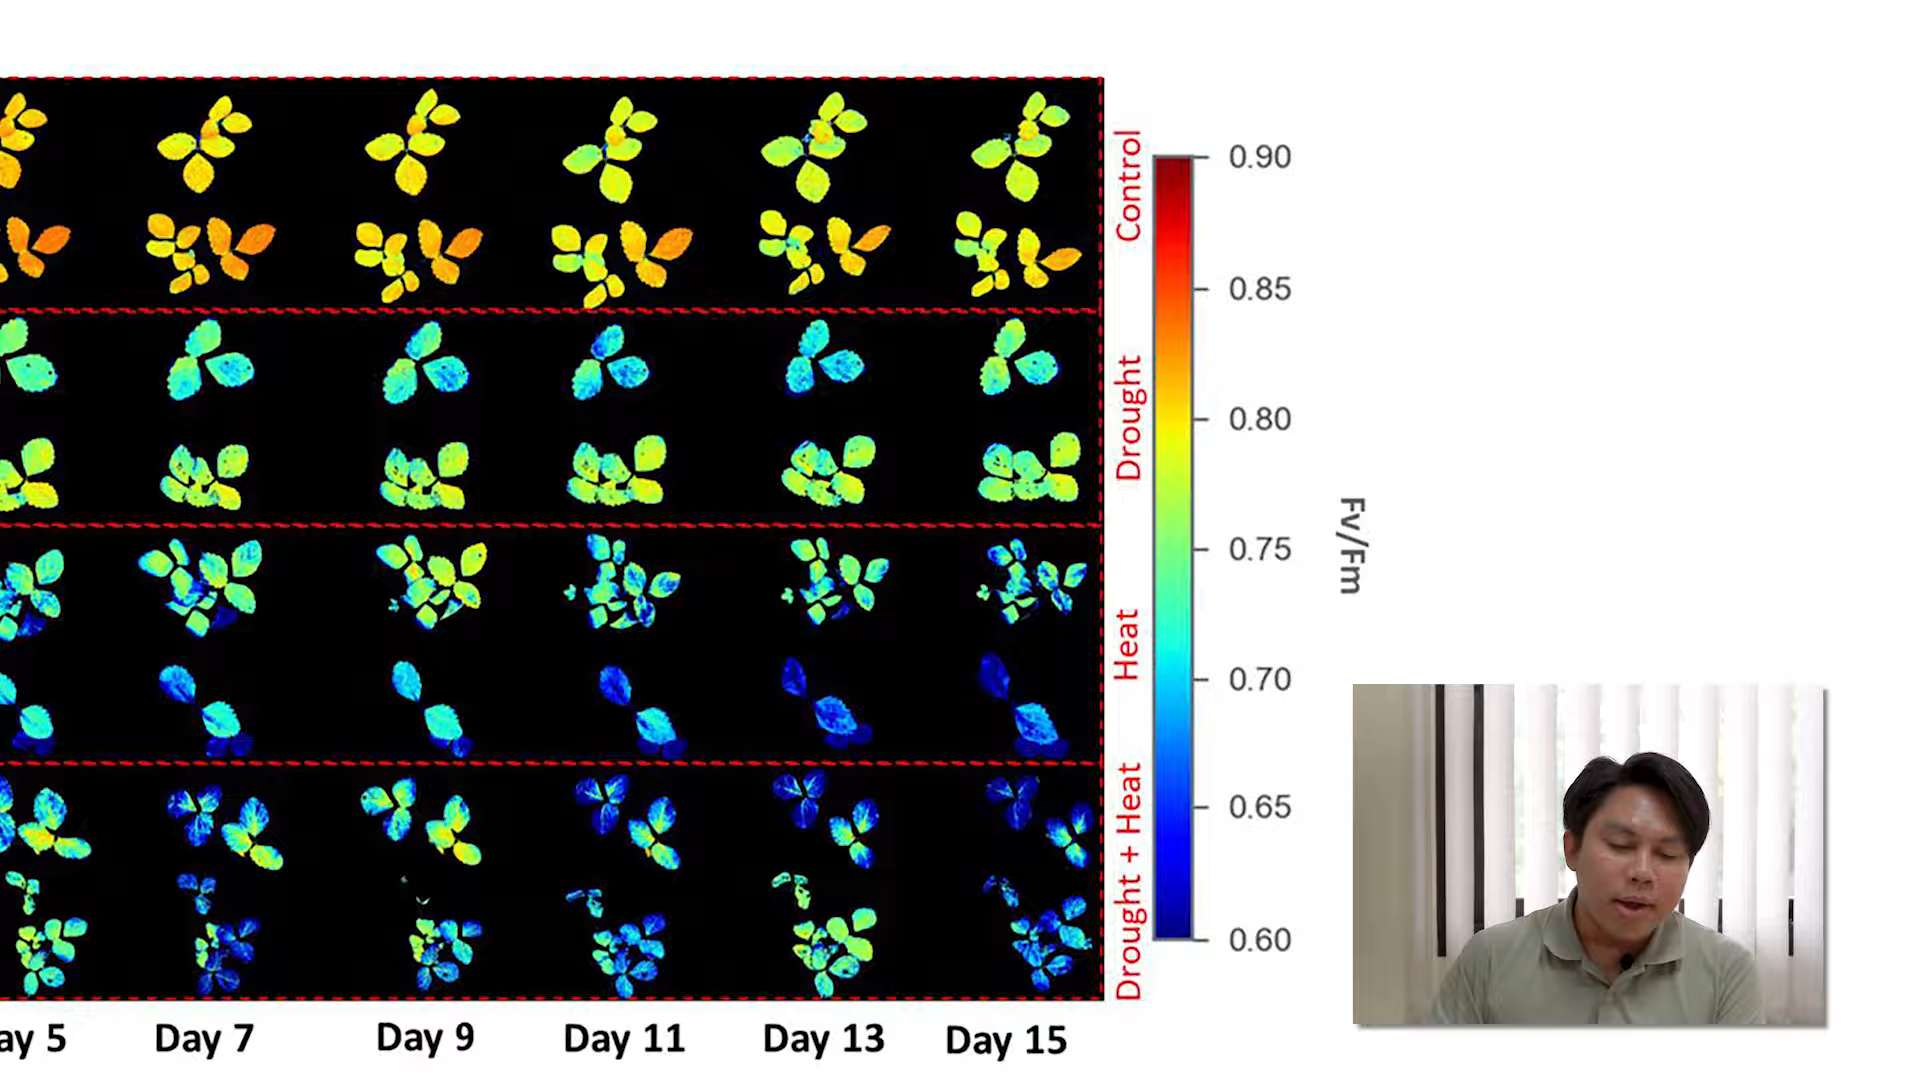 Control
Drought
Heat
Drought + Heat
0.90
0.85
0.80
0.75
0.70
0.65
0.60
Fv/Fm
ay 5
Day 7
Day 9
Day 11
Day 13
Day 15